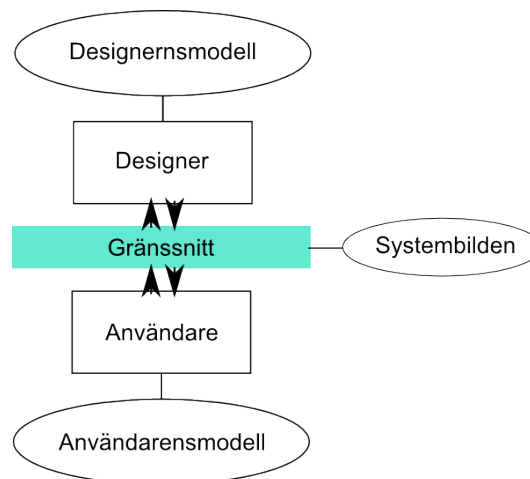 Designernsmodell
Designer
Gränssnitt
Systembilden
Användare
Användarensmodell